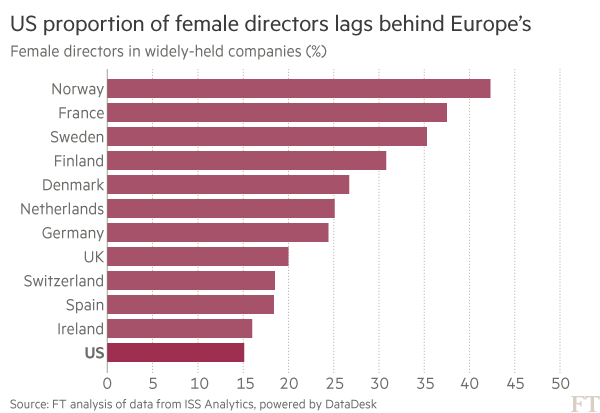 US proportion of female directors lags behind Europe's
Female directors in widely-held companies (%)
Norway
France
Sweden
Finland
Denmark
Netherlands
Germany
UK
Switzerland
Spain
Ireland
US
0 5 10 15 20 25 30 35 40 45 50
Source: FT analysis of data from ISS Analytics, powered by DataDesk
FT